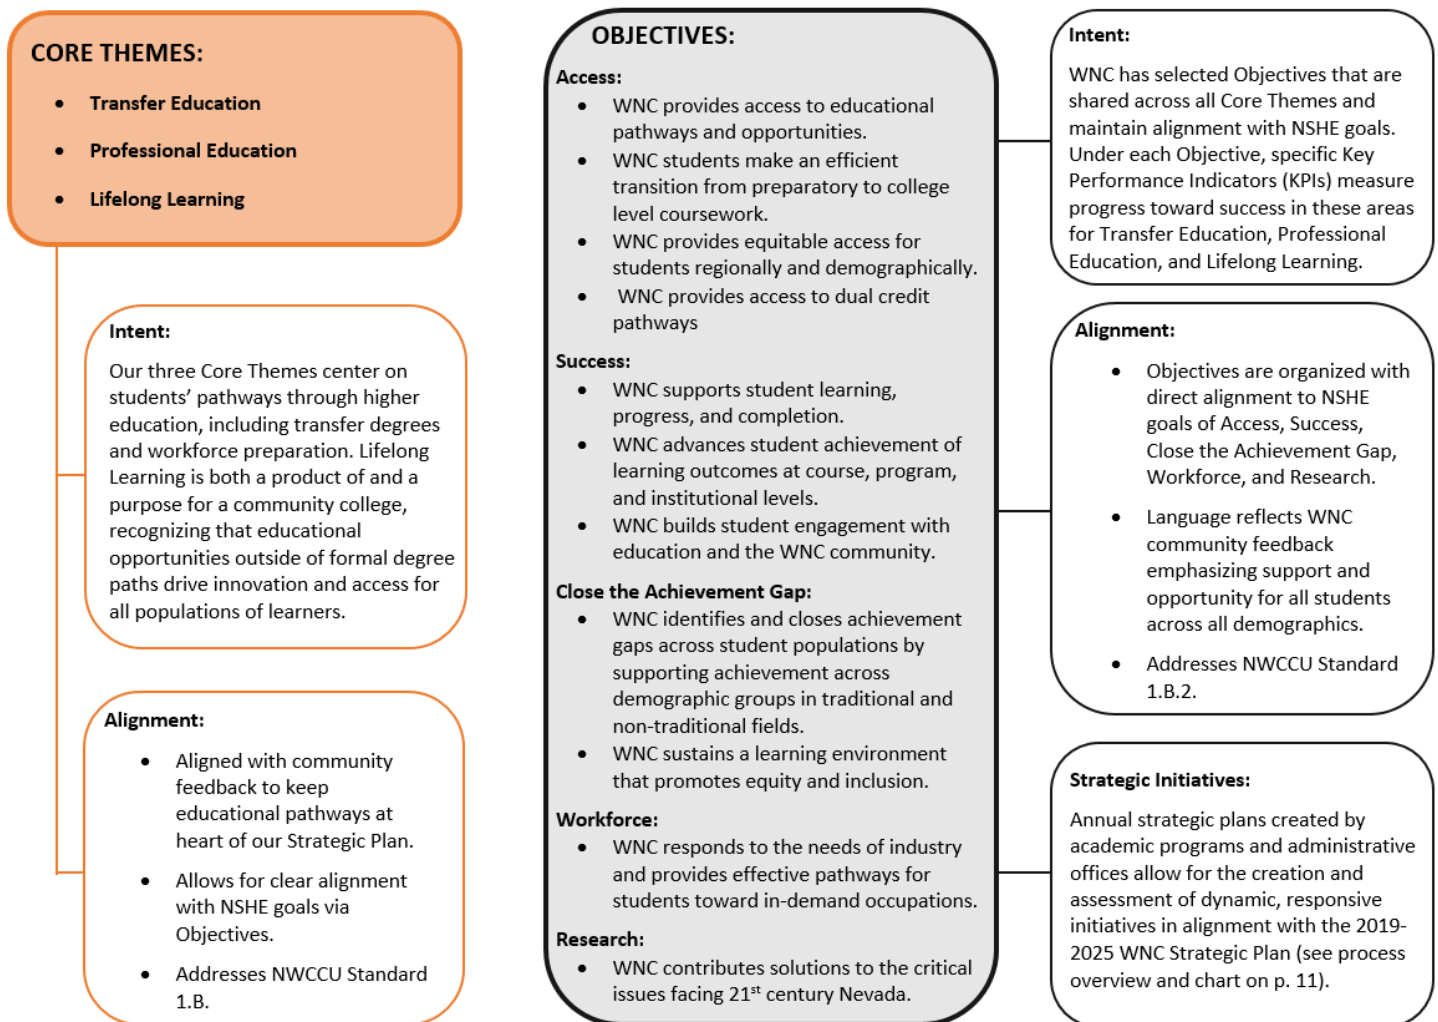 CORE THEMES:
• Transfer Education
• Professional Education
• Lifelong Learning
Intent:
Our three Core Themes center on
students’ pathways through higher
education, including transfer degrees
and workforce preparation. Lifelong
Learning is both a product of and a
purpose for a community college,
recognizing that educational
opportunities outside of formal degree
paths drive innovation and access for
all populations of learners.
Alignment:
• Aligned with community
feedback to keep
educational pathways at
heart of our Strategic Plan.
• Allows for clear alignment
with NSHE goals via
Objectives.
• Addresses NWCCU Standard
1.B.
OBJECTIVES:
Access:
• WNC provides access to educational
pathways and opportunities.
• WNC students make an efficient
transition from preparatory to college
level coursework.
• WNC provides equitable access for
students regionally and demographically.
• WNC provides access to dual credit
pathways
Success:
• WNC supports student learning,
progress, and completion.
• WNC advances student achievement of
learning outcomes at course, program,
and institutional levels.
• WNC builds student engagement with
education and the WNC community.
Close the Achievement Gap:
• WNC identifies and closes achievement
gaps across student populations by
supporting achievement across
demographic groups in traditional and
non-traditional fields.
• WNC sustains a learning environment
that promotes equity and inclusion.
Workforce:
• WNC responds to the needs of industry
and provides effective pathways for
students toward in-demand occupations.
Research:
• WNC contributes solutions to the critical
issues facing 21st century Nevada.
Intent:
WNC has selected Objectives that are
shared across all Core Themes and
maintain alignment with NSHE goals.
Under each Objective, specific Key
Performance Indicators (KPIs) measure
progress toward success in these areas
for Transfer Education, Professional
Education, and Lifelong Learning.
Alignment:
• Objectives are organized with
direct alignment to NSHE
goals of Access, Success,
Close the Achievement Gap,
Workforce, and Research.
• Language reflects WNC
community feedback
emphasizing support and
opportunity for all students
across all demographics.
• Addresses NWCCU Standard
1.B.2.
Strategic Initiatives:
Annual strategic plans created by
academic programs and administrative
offices allow for the creation and
assessment of dynamic, responsive
initiatives in alignment with the 2019-
2025 WNC Strategic Plan (see process
overview and chart on p. 11).